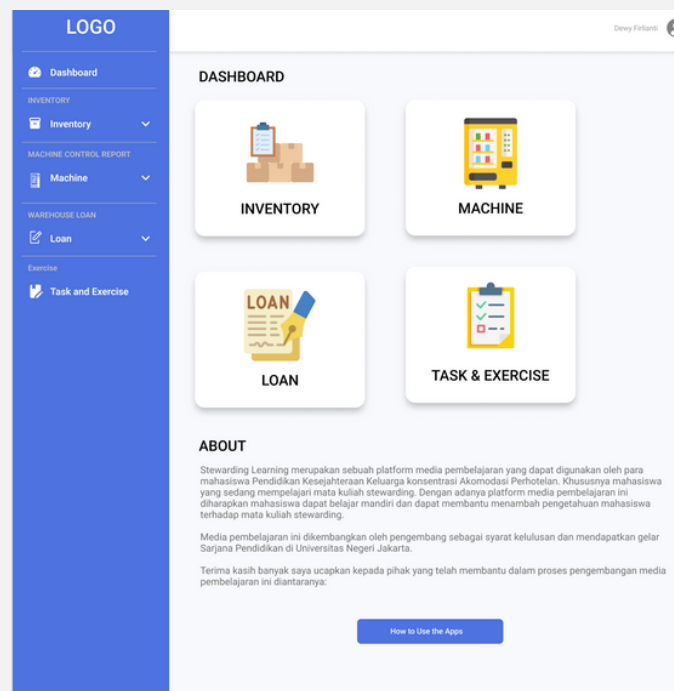 LOGO
Dewy Firlianti
Dashboard
INVENTORY
Inventory
MACHINE CONTROL REPORT
Machine
WAREHOUSE LOAN
Loan
Exercise
Task and Exercise
DASHBOARD
INVENTORY
MACHINE
LOAN
LOAN
TASK & EXERCISE
ABOUT
Stewarding Learning merupakan sebuah platform media pembelajaran yang dapat digunakan oleh para
mahasiswa Pendidikan Kesejahteraan Keluarga konsentrasi Akomodasi Perhotelan. Khususnya mahasiswa
yang sedang mempelajari mata kuliah stewarding. Dengan adanya platform media pembelajaran ini
diharapkan mahasiswa dapat belajar mandiri dan dapat membantu menambah pengetahuan mahasiswa
terhadap mata kuliah stewarding.
Media pembelajaran ini dikembangkan oleh pengembang sebagai syarat kelulusan dan mendapatkan gelar
Sarjana Pendidikan di Universitas Negeri Jakarta.
Terima kasih banyak saya ucapkan kepada pihak yang telah membantu dalam proses pengembangan media
pembelajaran ini diantaranya:
How to Use the Apps